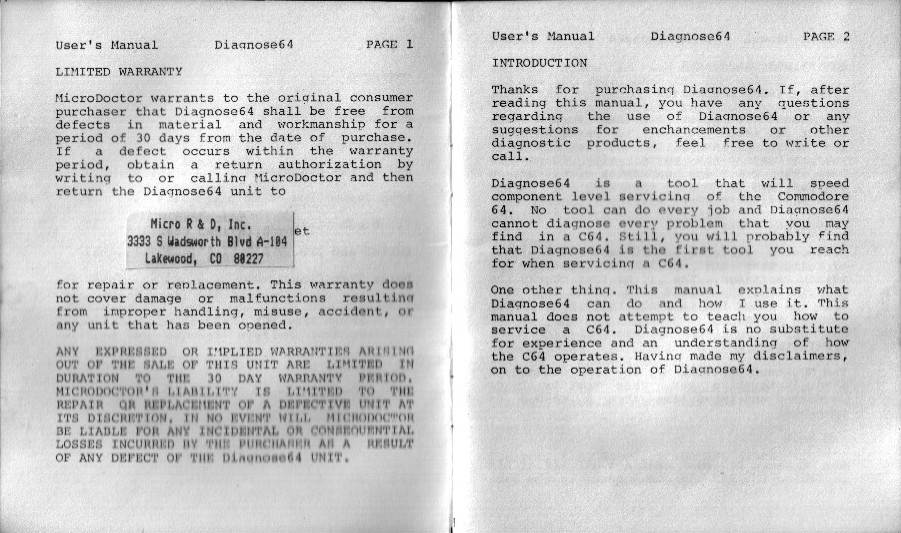 User's Manual Diagnose64 PAGE 1
LIMITED WARRANTY
MicroDoctor warrants to the original consumer
purchaser that Diagnose64 shall be free from
defects in material and workmanship for a
period of 30 days from the date of purchase.
If a defect occurs within the warranty
period, obtain a return authorization by
writing to or calling MicroDoctor and then
return the Diagnose64 unit to
Micro R & D, Inc.
3333 S Wadsworth Blvd A-104
Lakewood, CO 80227
et
for repair or replacement. This warranty does
not cover damage or malfunctions resulting
from improper handling, misuse, accident, or
any unit that has been opened.
ANY EXPRESSED OR IMPLIED WARRANTIES ARISING
OUT OF THE SALE OF THIS UNIT ARE LIMITED IN
DURATION TO THE 30 DAY WARRANTY PERIOD.
MICRODOCTOR'S LIABILITY IS LIMITED TO THE
REPAIR OR REPLACEMENT OF A DEFECTIVE UNIT AT
ITS DISCRETION. IN NO EVENT WILL MICRODOCTOR
BE LIABLE FOR ANY INCIDENTAL OR CONSEQUENTIAL
LOSSES INCURRED BY THE PURCHASER AS A RESULT
OF ANY DEFECT OF THE Diagnose64 UNIT.
User's Manual Diagnose64 PAGE 2
INTRODUCTION
Thanks for purchasing Diagnose64. If, after
reading this manual, you have any questions
regarding the use of Diagnose64 or any
suggestions for enchancements or other
diagnostic products, feel free to write or
call.
Diagnose64 is a tool that will speed
component level servicing of the Commodore
64. No tool can do every job and Diagnose64
cannot diagnose every problem that you may
find in a C64. Still, you will probably find
that Diagnose64 is the first tool you reach
for when servicing a C64.
One other thing. This manual explains what
Diagnose64 can do and how I use it. This
manual does not attempt to teach you how to
service a C64. Diagnose64 is no substitute
for experience and an understanding of how
the C64 operates. Having made my disclaimers,
on to the operation of Diagnose64.